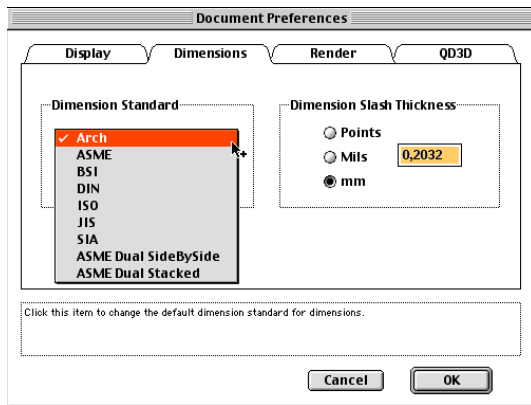 Document Preferences
Display Dimensions Render QD3D
Dimension Standard
✓ Arch
ASME
BSI
DIN
ISO
JIS
SIA
ASME Dual SideBySide
ASME Dual Stacked
Dimension Slash Thickness
Points
Mils 0,2032
mm
Click this item to change the default dimension standard for dimensions.
Cancel OK